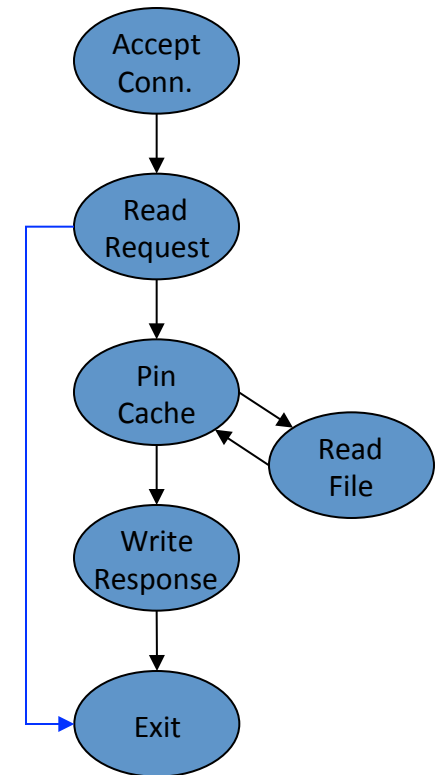 Accept
Conn.
Read
Request
Pin
Cache
Read
File
Write
Response
Exit